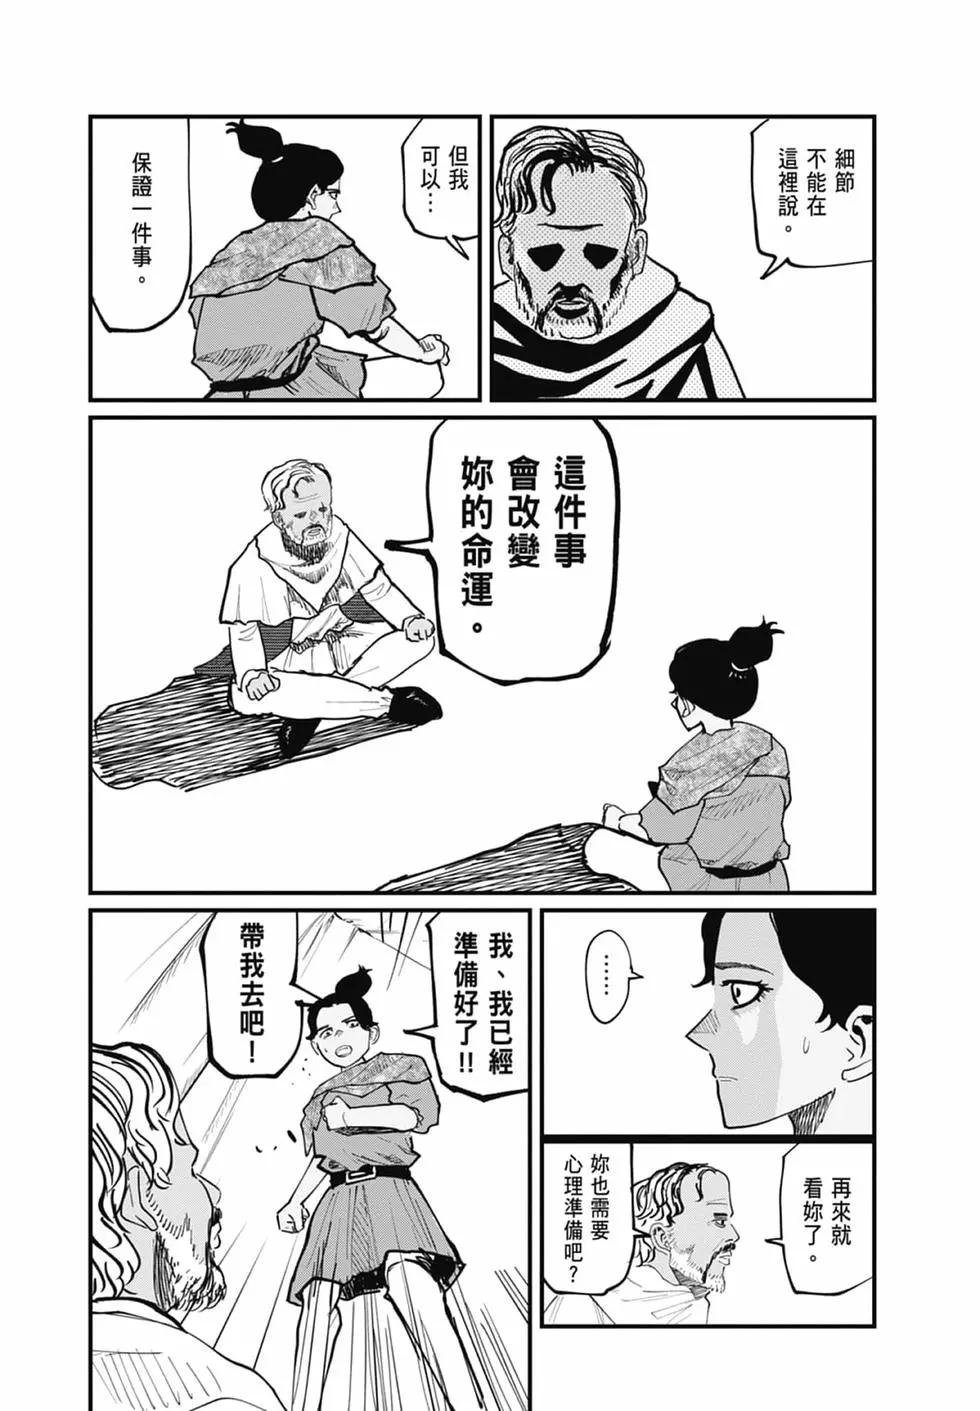 細節
不能在
這裡說。
但我
可以…
保證一件事。
這件事
會改變
妳的命運。
……
再來就
看妳了。
妳也需要
心理準備吧？
我、我已經
準備好了!!
帶我去吧！